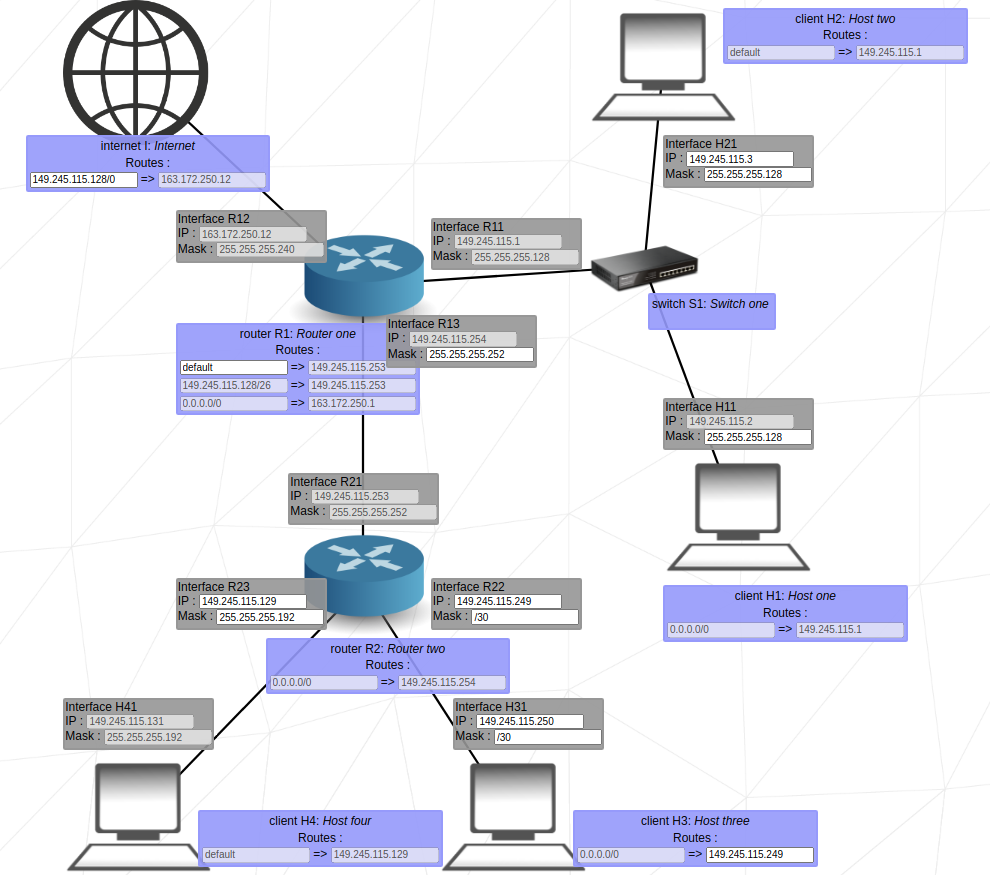 client H2: Host two
Routes :
default => 149.245.115.1
internet I: Internet
Routes :
149.245.115.128/0 => 163.172.250.12
Interface H21
IP : 149.245.115.3
Mask : 255.255.255.128
Interface R12
IP : 163.172.250.12
Mask : 255.255.255.240
Interface R11
IP : 149.245.115.1
Mask : 255.255.255.128
switch S1: Switch one
router R1: Router one
Routes :
default => 149.245.115.253
149.245.115.128/26 => 149.245.115.253
0.0.0.0/0 => 163.172.250.1
Interface R13
IP : 149.245.115.254
Mask : 255.255.255.252
Interface H11
IP : 149.245.115.2
Mask : 255.255.255.128
Interface R21
IP : 149.245.115.253
Mask : 255.255.255.252
Interface R23
IP : 149.245.115.129
Mask : 255.255.255.192
Interface R22
IP : 149.245.115.249
Mask : /30
client H1: Host one
Routes :
0.0.0.0/0 => 149.245.115.1
router R2: Router two
Routes :
0.0.0.0/0 => 149.245.115.254
Interface H41
IP : 149.245.115.131
Mask : 255.255.255.192
Interface H31
IP : 149.245.115.250
Mask : /30
client H4: Host four
Routes :
default => 149.245.115.129
client H3: Host three
Routes :
0.0.0.0/0 => 149.245.115.249